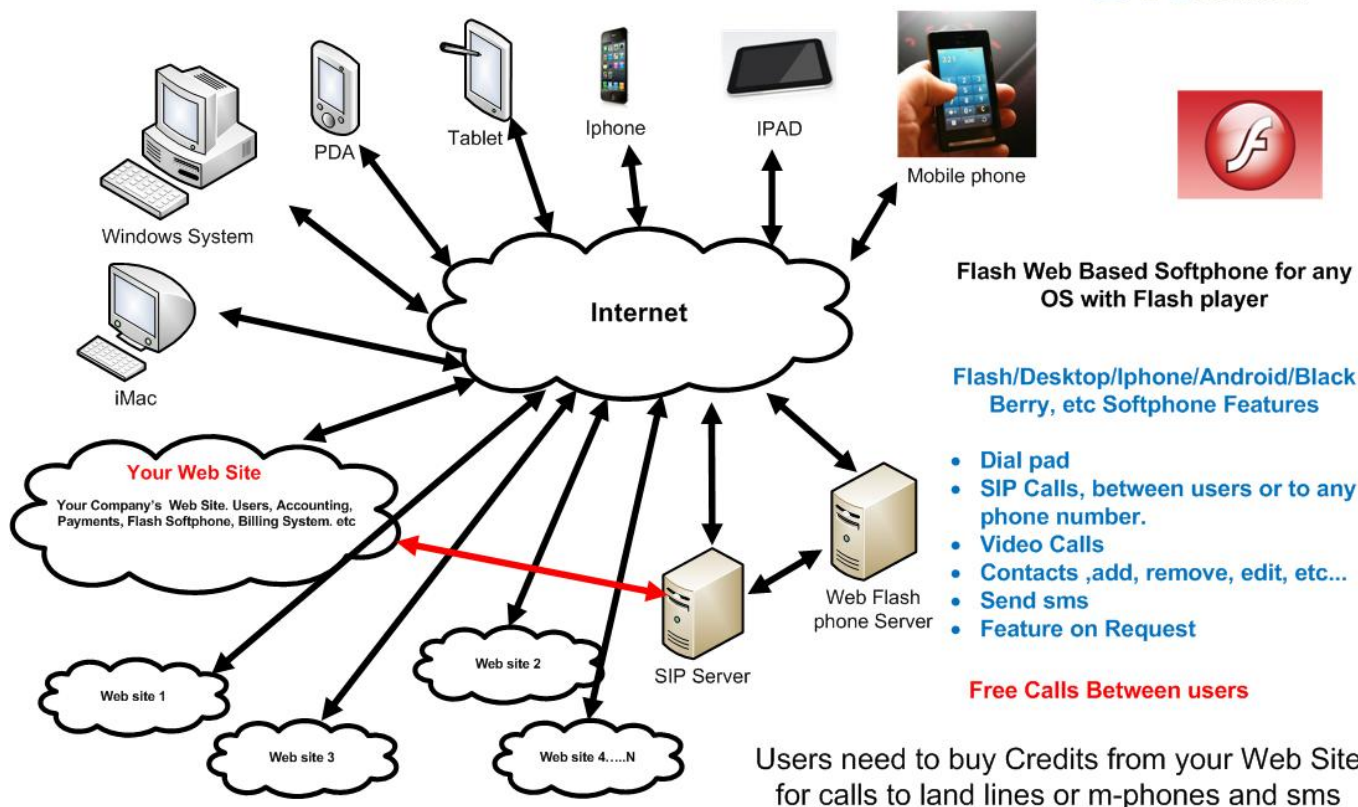 Tablet
Iphone
IPAD
PDA
Mobile phone
Windows System
Internet
Flash Web Based Softphone for any
OS with Flash player
iMac
Flash/Desktop/Iphone/Android/Black
Berry, etc Softphone Features
Your Web Site
Your Company's Web Site. Users, Accounting,
Payments, Flash Softphone, Billing System. etc
• Dial pad
• SIP Calls, between users or to any
phone number.
• Video Calls
• Contacts ,add, remove, edit, etc...
• Send sms
• Feature on Request
Web Flash
phone Server
SIP Server
Web site 1
Web site 2
Web site 3
Web site 4.....N
Free Calls Between users
Users need to buy Credits from your Web Site
for calls to land lines or m-phones and sms